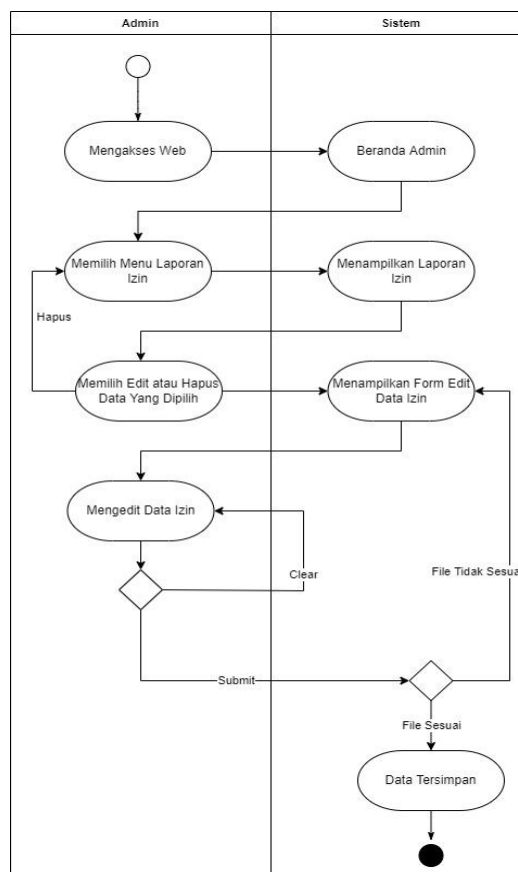 Admin
Sistem
Mengakses Web
Beranda Admin
Memilih Menu Laporan
Izin
Menampilkan Laporan
Izin
Hapus
Memilih Edit atau Hapus
Data Yang Dipilih
Menampilkan Form Edit
Data Izin
Mengedit Data Izin
Clear
File Tidak Sesuai
Submit
File Sesuai
Data Tersimpan